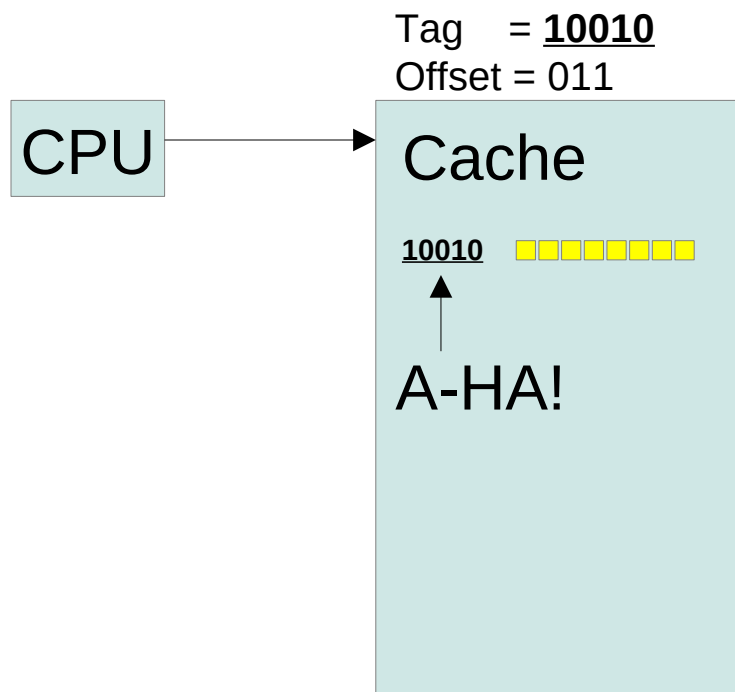 Tag = 10010
Offset = 011
CPU
Cache
10010
A-HA!